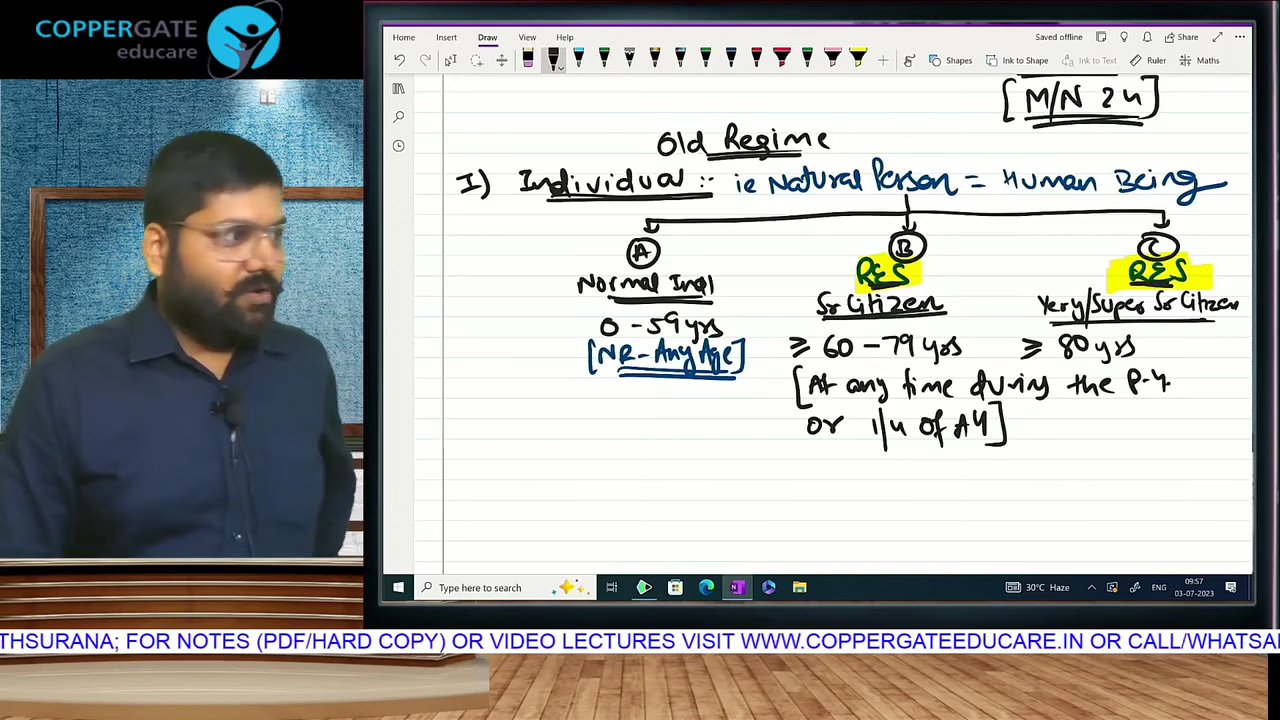 COPPERGATE
educare
Home Insert Draw View Help
Saved offline
Share
Shapes
Ink to Shape
Ink to Text
Ruler
Maths
[M/N 24]
Old Regime
I) Individual :- ie Natural Person = Human Being
A
B
C
Normal Indl
RES
RES
Sr Citizen
Very/Super Sr Citizen
0 - 59 yrs
[NR - Any Age]
≥ 60 - 79 yrs
≥ 80 yrs
[At any time during the P.Y.
or 1/4 of AY]
Type here to search
30°C Haze
ENG
09:57
03-07-2023
THSURANA; FOR NOTES (PDF/HARD COPY) OR VIDEO LECTURES VISIT WWW.COPPERGATEEDUCARE.IN OR CALL/WHATSA